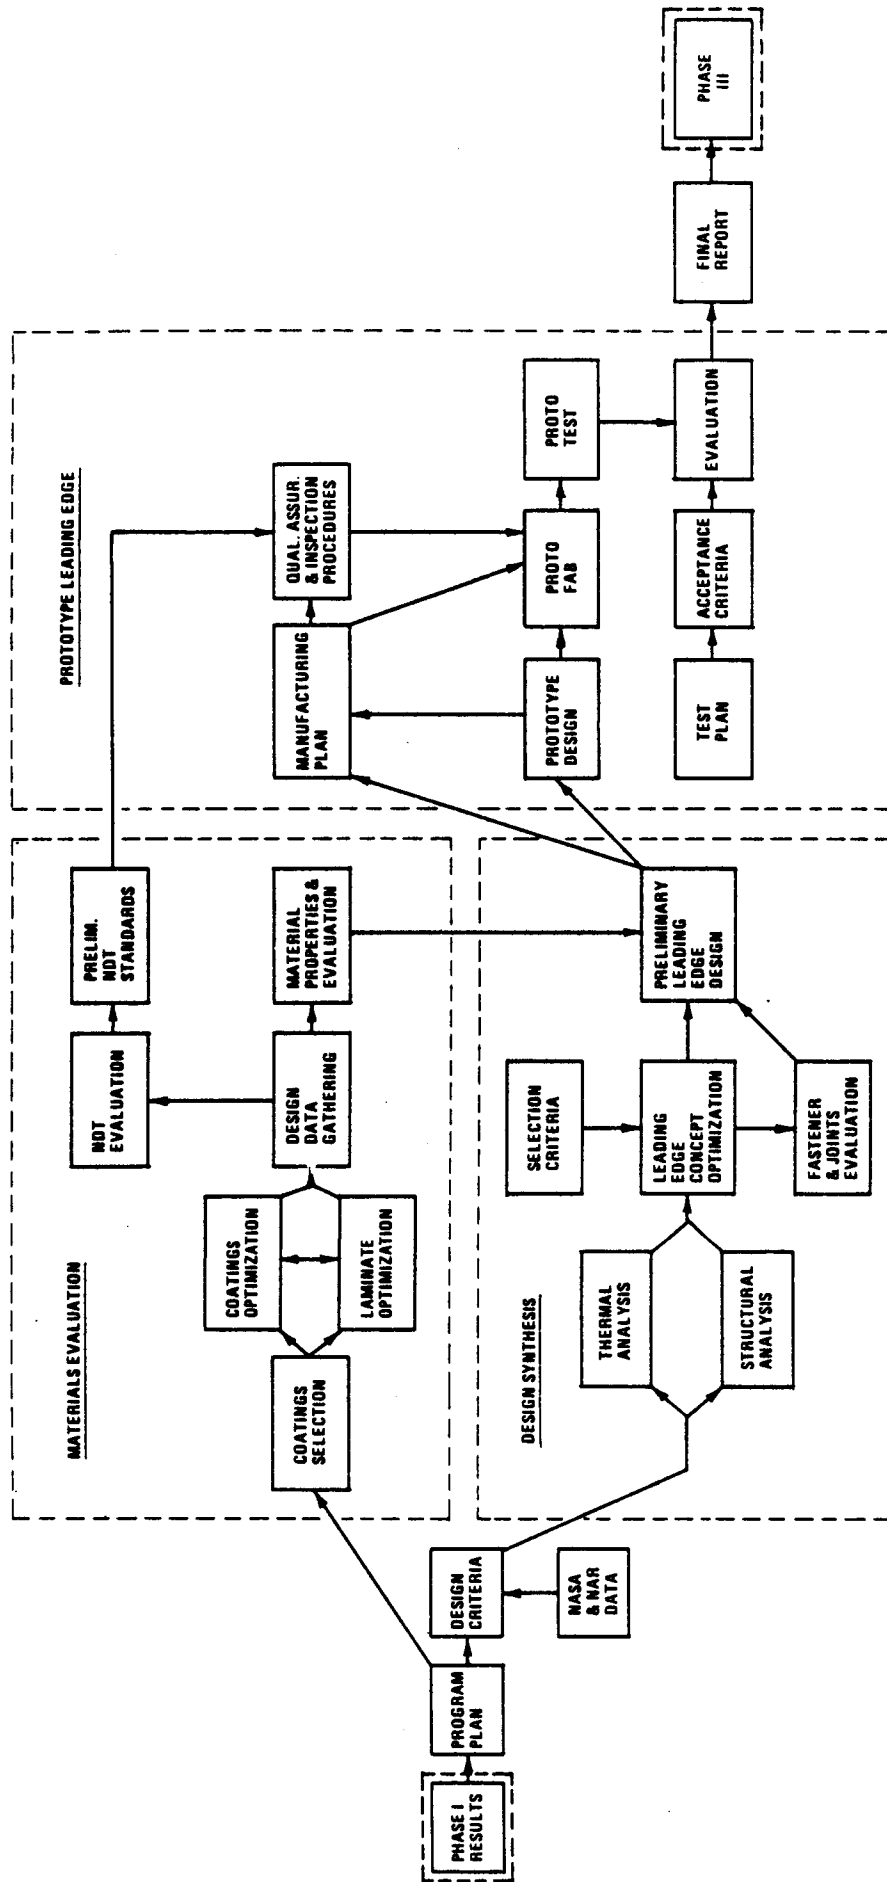 PHASE I
RESULTS
PROGRAM
PLAN
DESIGN
CRITERIA
NASA
& NAR
DATA
MATERIALS EVALUATION
COATINGS
SELECTION
COATINGS
OPTIMIZATION
LAMINATE
OPTIMIZATION
NDT
EVALUATION
DESIGN
DATA
GATHERING
PRELIM.
NDT
STANDARDS
MATERIAL
PROPERTIES &
EVALUATION
DESIGN SYNTHESIS
THERMAL
ANALYSIS
STRUCTURAL
ANALYSIS
SELECTION
CRITERIA
LEADING
EDGE
CONCEPT
OPTIMIZATION
FASTENER
& JOINTS
EVALUATION
PRELIMINARY
LEADING
EDGE
DESIGN
PROTOTYPE LEADING EDGE
MANUFACTURING
PLAN
QUAL. ASSUR.
& INSPECTION
PROCEDURES
PROTOTYPE
DESIGN
PROTO
FAB
PROTO
TEST
TEST
PLAN
ACCEPTANCE
CRITERIA
EVALUATION
FINAL
REPORT
PHASE
III